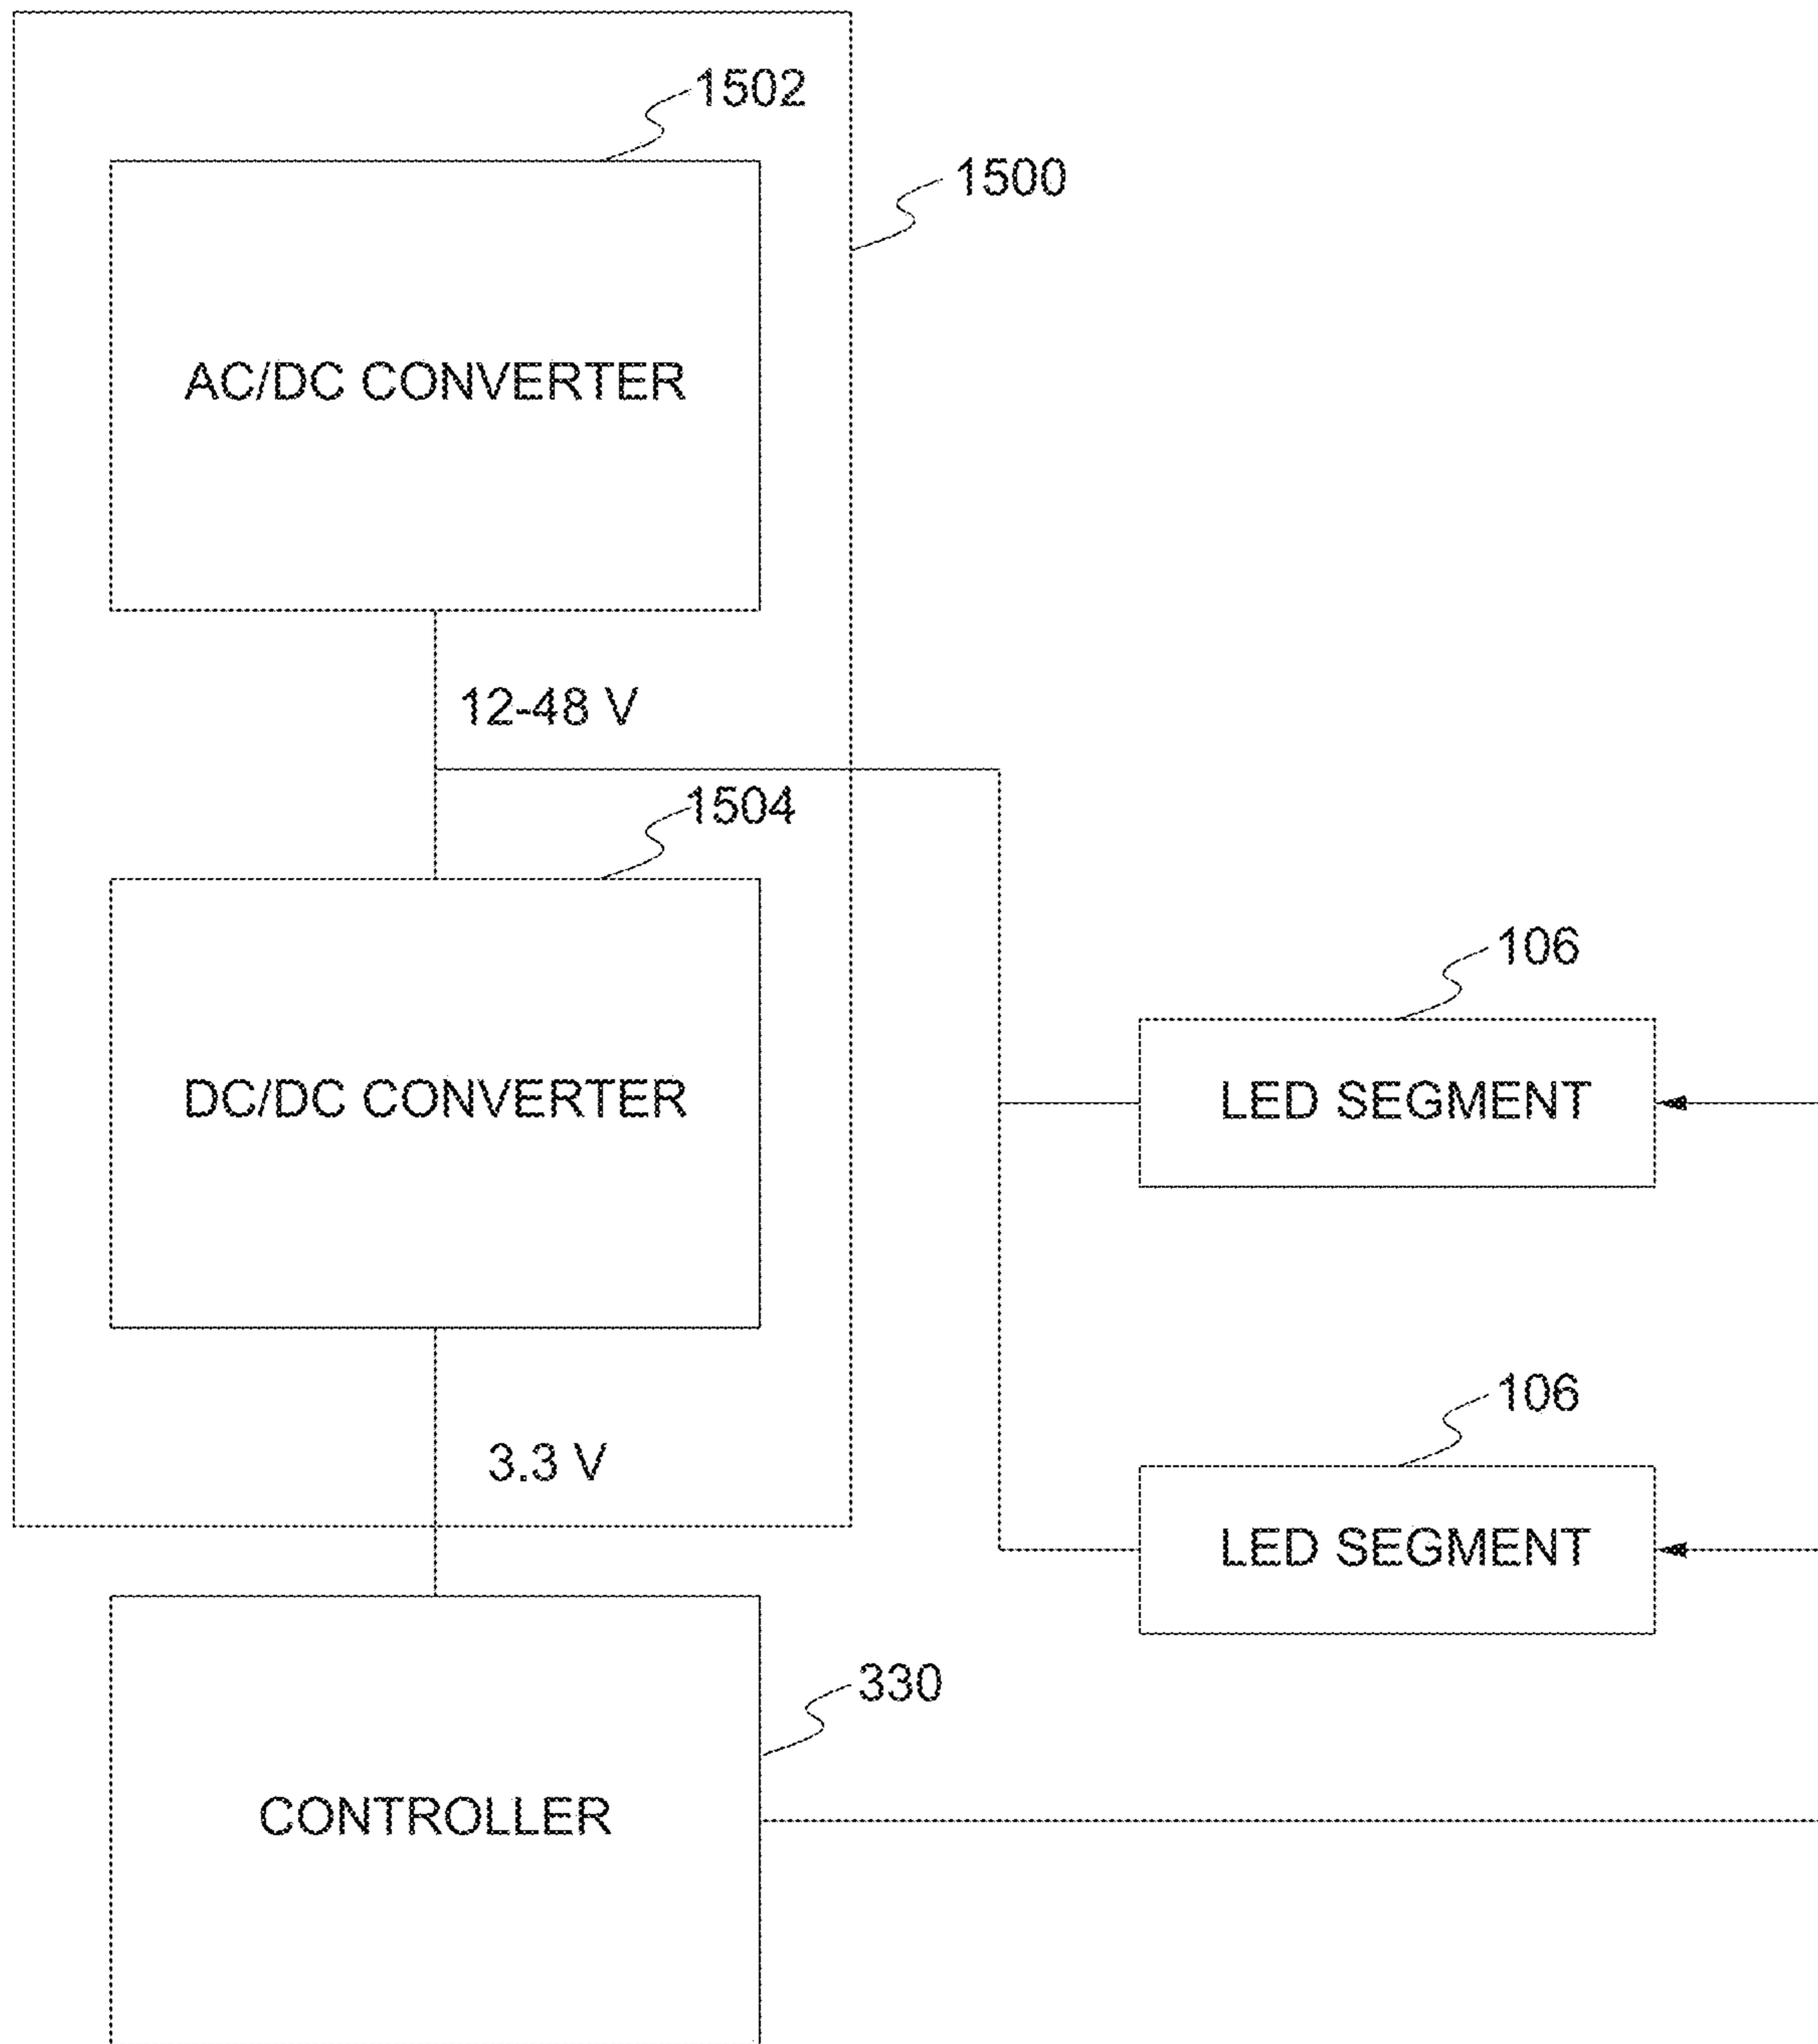 1502
1500
AC/DC CONVERTER
12-48 V
1504
DC/DC CONVERTER
106
LED SEGMENT
106
LED SEGMENT
3.3 V
330
CONTROLLER